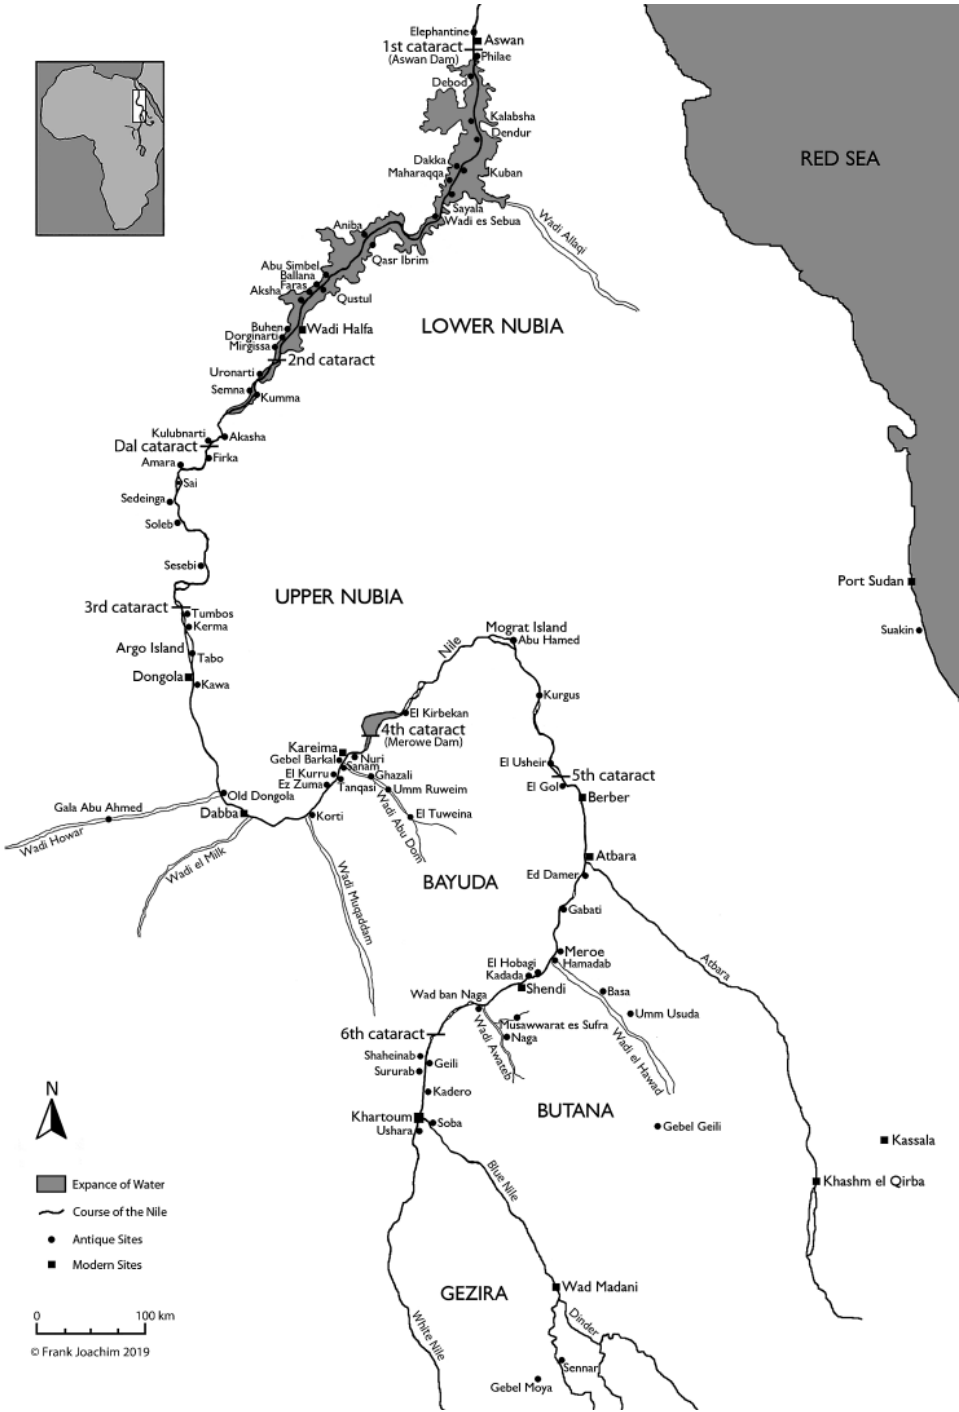 Elephantine
Aswan
1st cataract
(Aswan Dam)
Philae
Debod
Kalabsha
Dendur
RED SEA
Dakka
Maharaqqa
Kuban
Sayala
Wadi es Sebua
Wadi Allaqi
Aniba
Qasr Ibrim
Abu Simbel
Ballana
Faras
Aksha
Qustul
LOWER NUBIA
Buhen
Wadi Halfa
Dorginarti
Mirgissa
2nd cataract
Uronarti
Semna
Kumma
Kulubnarti
Akasha
Dal cataract
Firka
Amara
Sai
Sedeinga
Soleb
Sesebi
Port Sudan
UPPER NUBIA
3rd cataract
Tumbos
Kerma
Mograt Island
Abu Hamed
Suakin
Nile
Argo Island
Tabo
Dongola
Kawa
Kurgus
El Kirbekan
4th cataract
(Merowe Dam)
Kareima
Gebel Barkal
Nuri
Sanam
El Kurru
Ghazali
Ez Zuma
Tanqasi
Umm Ruweim
El Usheir
5th cataract
El Gol
Berber
Old Dongola
Gala Abu Ahmed
Dabba
Korti
El Tuweina
Wadi Howar
Wadi el Milk
Wadi Abu Dom
Wadi Muqaddam
Atbara
BAYUDA
Ed Damer
Gabati
Atbara
Meroe
Hamadab
El Hobagi
Kadada
Shendi
Basa
Wad ban Naga
Umm Usuda
Musawwarat es Sufra
Naga
Wadi Awateb
Wadi el Hawad
6th cataract
Shaheinab
Geili
Sururab
Kadero
BUTANA
Khartoum
Soba
Ushara
Gebel Geili
Kassala
Khashm el Qirba
Blue Nile
N
Expance of Water
Course of the Nile
Antique Sites
Modern Sites
GEZIRA
Wad Madani
White Nile
Dinder
Sennar
Gebel Moya
0 100 km
© Frank Joachim 2019